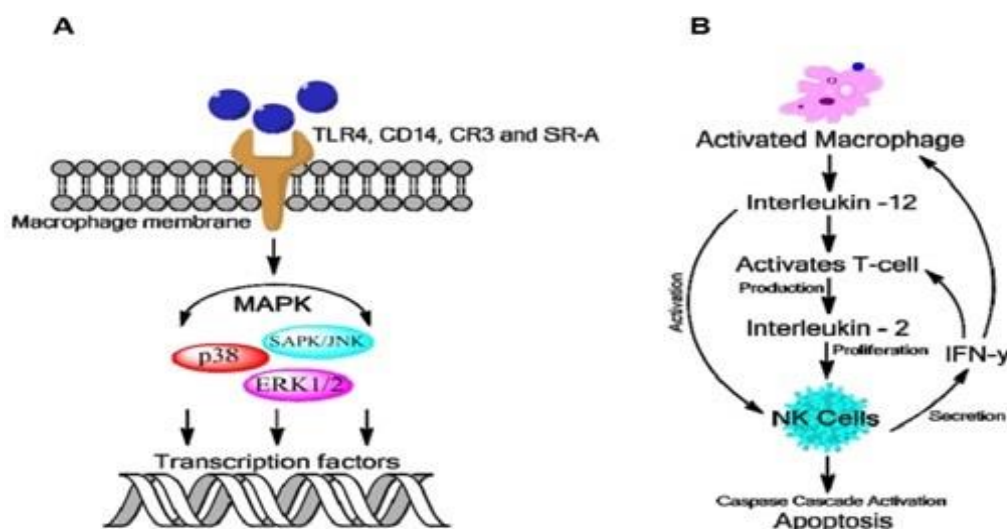 A
TLR4, CD14, CR3 and SR-A
Macrophage membrane
MAPK
SAPK/JNK
p38
ERK1/2
Transcription factors
B
Activated Macrophage
Interleukin -12
Activates T-cell
Production
Activation
Interleukin - 2
Proliferation
IFN-y
NK Cells
Secretion
Caspase Cascade Activation
Apoptosis